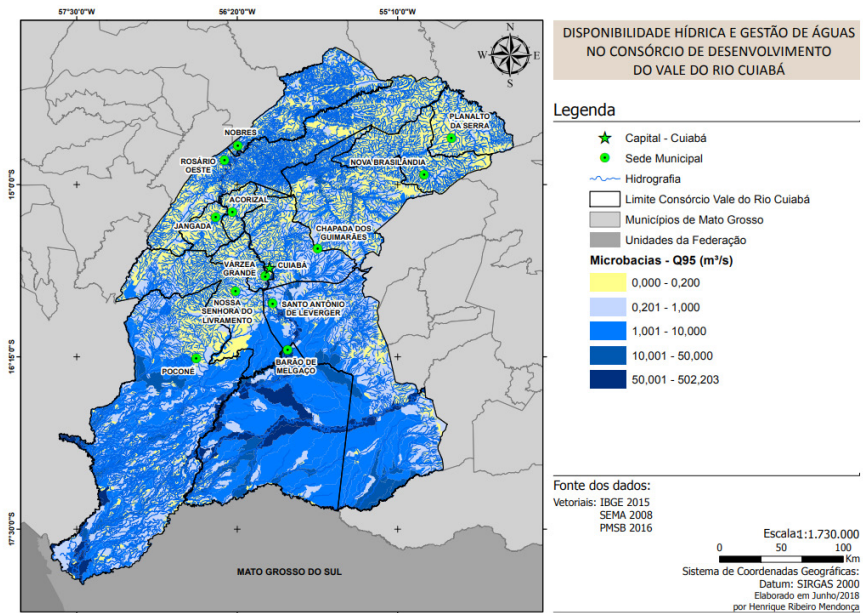 57°30'0"O
56°20'0"O
55°10'0"O
N
W
E
S
15°0'0"S
16°15'0"S
17°30'0"S
PLANALTO
DA SERRA
NOBRES
ROSÁRIO
OESTE
NOVA BRASILÂNDIA
ACORIZAL
JANGADA
CHAPADA DOS
GUIMARÃES
VÁRZEA
GRANDE
CUIABÁ
NOSSA
SENHORA DO
LIVRAMENTO
SANTO ANTÔNIO
DE LEVERGER
BARÃO DE
MELGAÇO
POCONÉ
MATO GROSSO DO SUL
DISPONIBILIDADE HÍDRICA E GESTÃO DE ÁGUAS
NO CONSÓRCIO DE DESENVOLVIMENTO
DO VALE DO RIO CUIABÁ
Legenda
Capital - Cuiabá
Sede Municipal
Hidrografia
Limite Consórcio Vale do Rio Cuiabá
Municípios de Mato Grosso
Unidades da Federação
Microbacias - Q95 (m³/s)
0,000 - 0,200
0,201 - 1,000
1,001 - 10,000
10,001 - 50,000
50,001 - 502,203
Fonte dos dados:
Vetoriais: IBGE 2015
SEMA 2008
PMSB 2016
Escala:1:1.730.000
0 50 100
Km
Sistema de Coordenadas Geográficas:
Datum: SIRGAS 2000
Elaborado em Junho/2018
por Henrique Ribeiro Mendonça